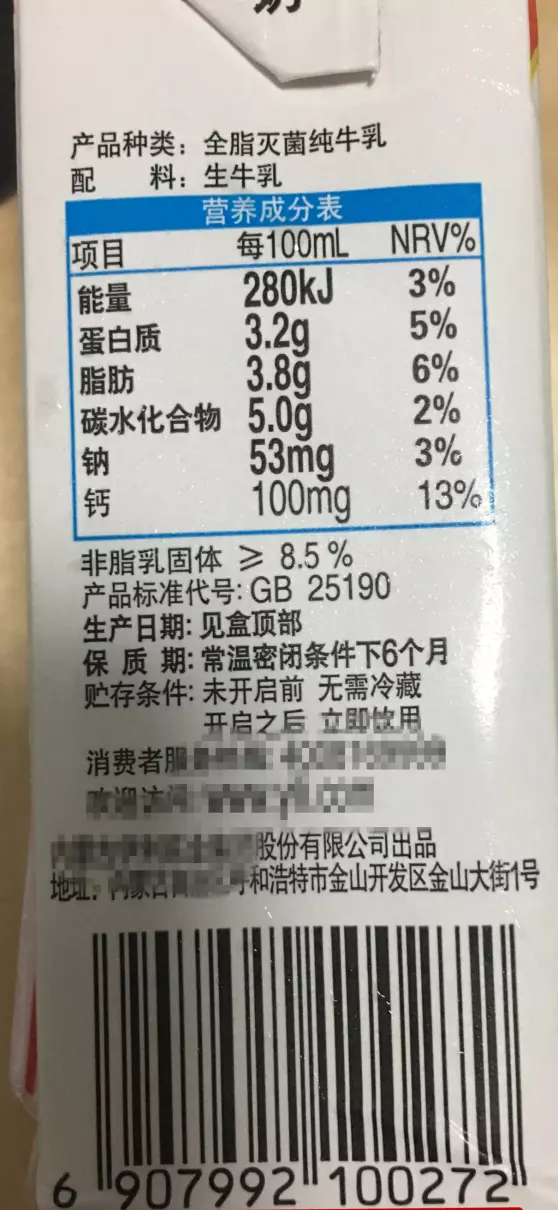 产品种类：全脂灭菌纯牛乳
配 料：生牛乳
营养成分表
项目 每100mL NRV%
能量 280kJ 3%
蛋白质 3.2g 5%
脂肪 3.8g 6%
碳水化合物 5.0g 2%
钠 53mg 3%
钙 100mg 13%
非脂乳固体 ≥ 8.5%
产品标准代号: GB 25190
生产日期: 见盒顶部
保 质 期: 常温密闭条件下6个月
贮存条件: 未开启前 无需冷藏
开启之后 立即饮用
消费者服
股份有限公司出品
地址: 和浩特市金山开发区金山大街1号
6 907992 100272